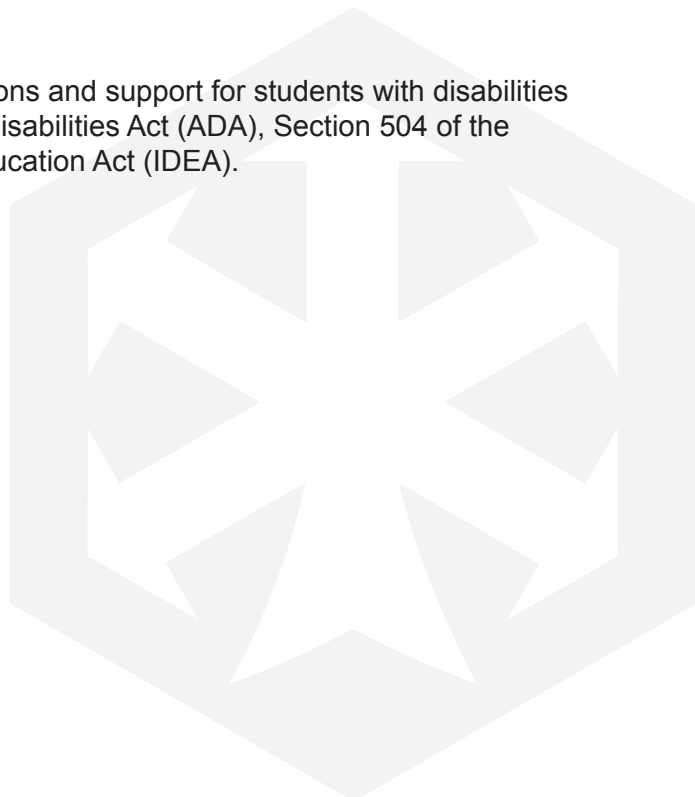 ons and support for students with disabilities
isabilities Act (ADA), Section 504 of the
ucation Act (IDEA).